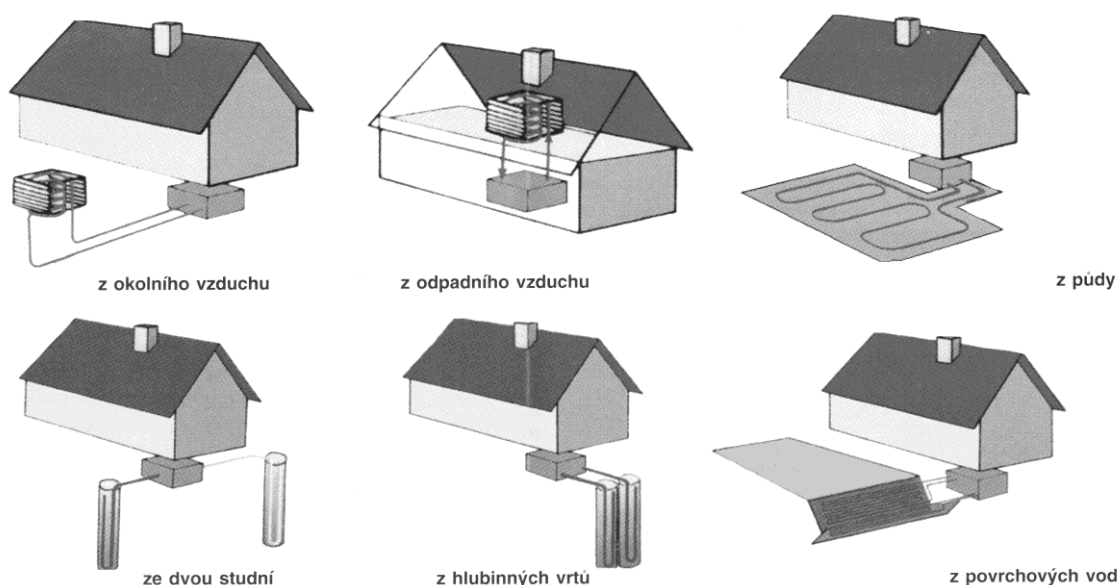 z okolního vzduchu
z odpadního vzduchu
z půdy
ze dvou studní
z hlubinných vrtů
z povrchových vod